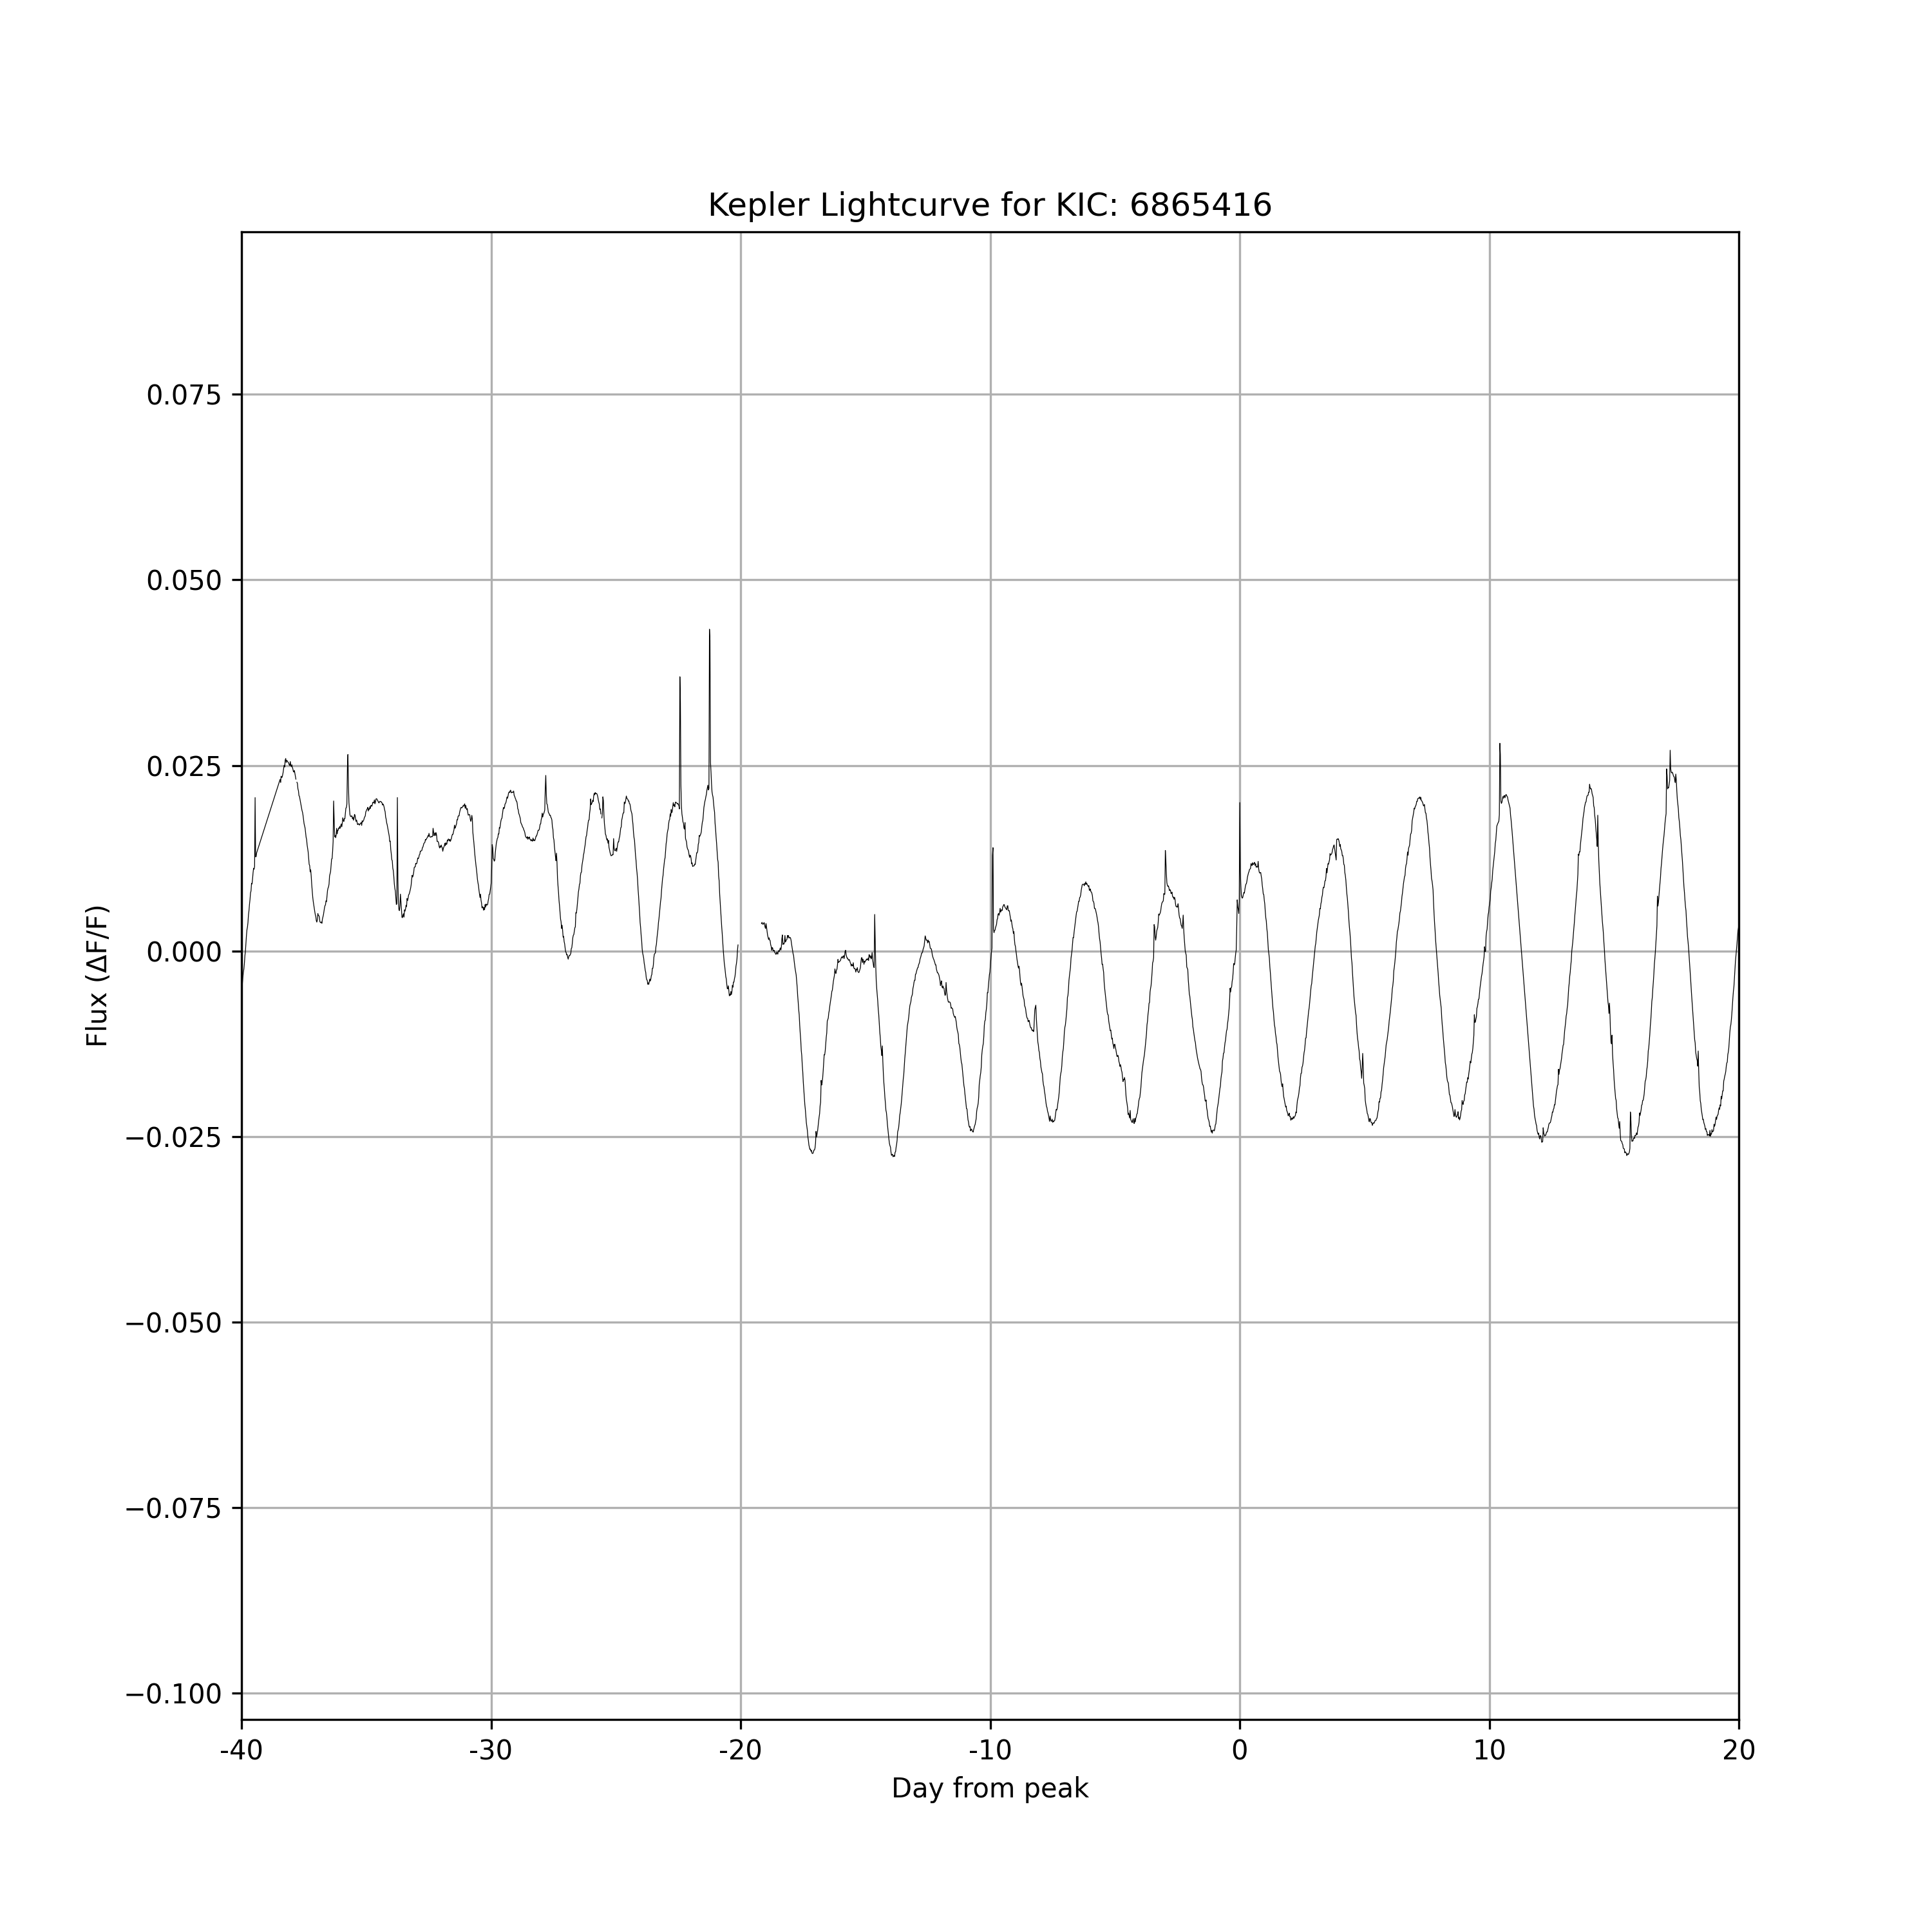 Kepler Lightcurve for KIC: 6865416
0.075
0.050
0.025
0.000
−0.025
−0.050
−0.075
−0.100
Flux (ΔF/F)
-40 -30 -20 -10 0 10 20
Day from peak